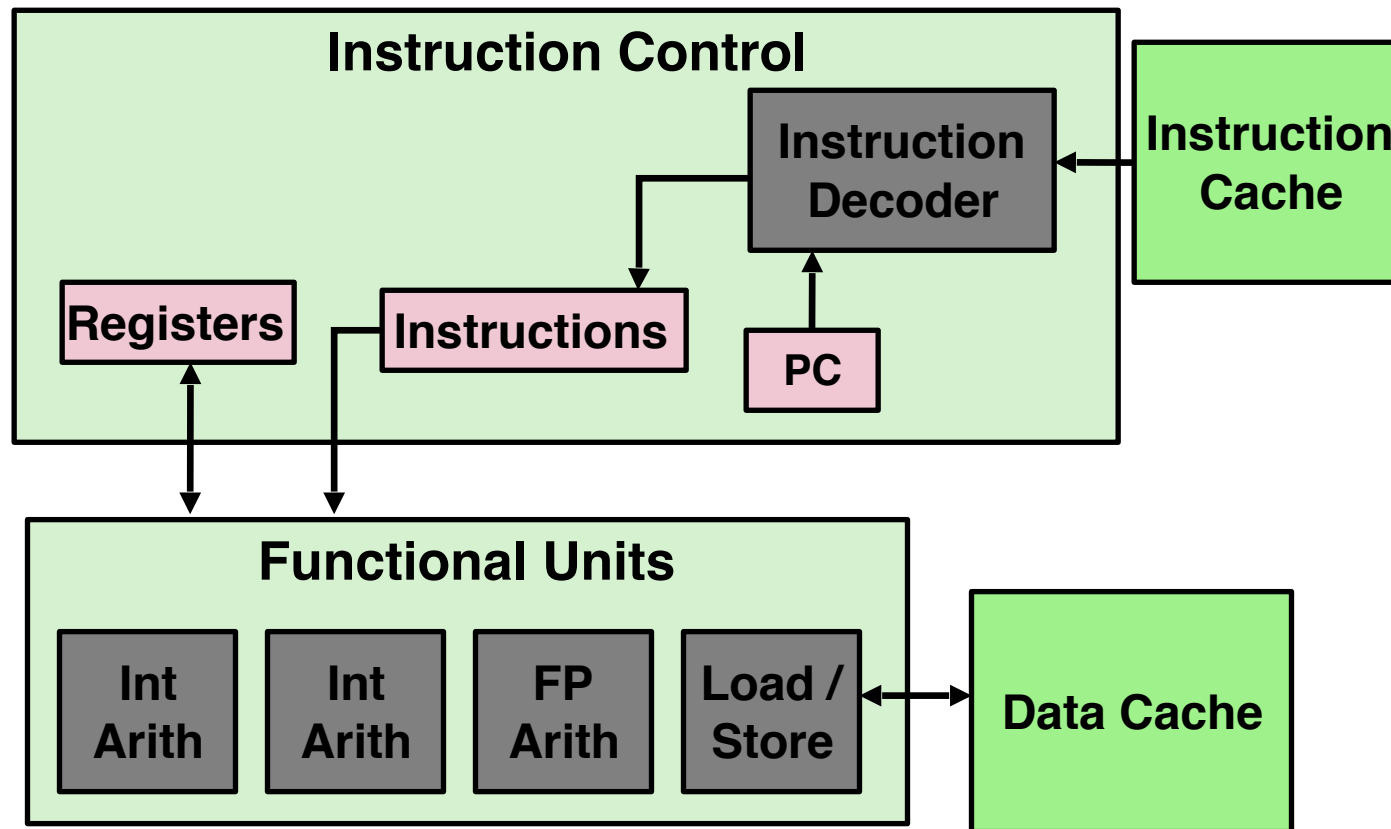 Instruction Control
Instruction
Decoder
Instruction
Cache
Registers
Instructions
PC
Functional Units
Int
Arith
Int
Arith
FP
Arith
Load /
Store
Data Cache